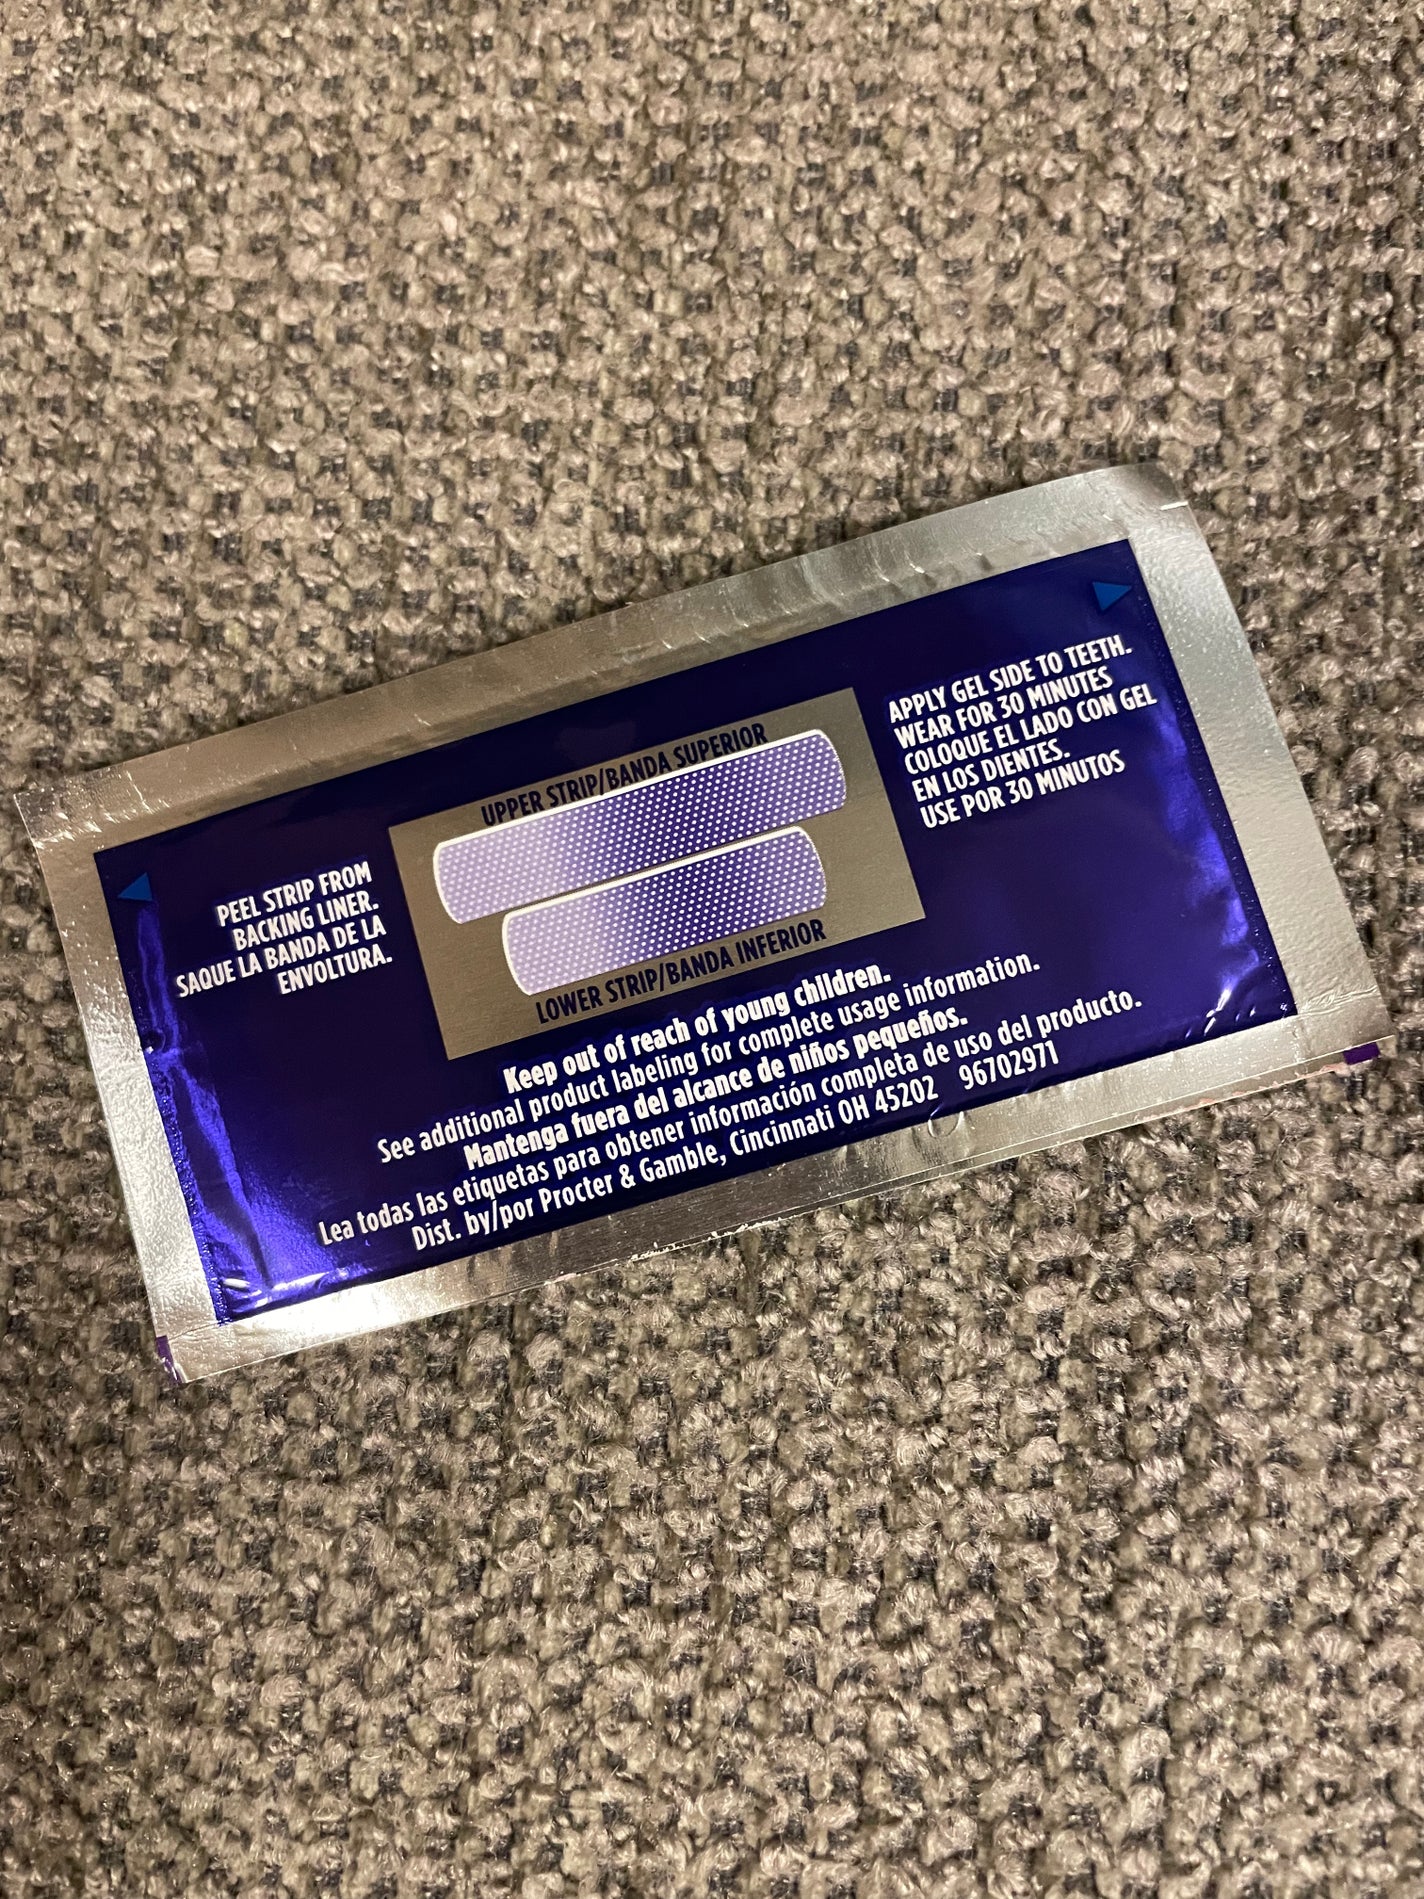 PEEL STRIP FROM
BACKING LINER.
SAQUE LA BANDA DE LA
ENVOLTURA.
UPPER STRIP/BANDA SUPERIOR
LOWER STRIP/BANDA INFERIOR
APPLY GEL SIDE TO TEETH.
WEAR FOR 30 MINUTES
COLOQUE EL LADO CON GEL
EN LOS DIENTES.
USE POR 30 MINUTOS
Keep out of reach of young children.
See additional product labeling for complete usage information.
Mantenga fuera del alcance de niños pequeños.
Lea todas las etiquetas para obtener información completa de uso del producto.
Dist. by/por Procter & Gamble, Cincinnati OH 45202 96702971